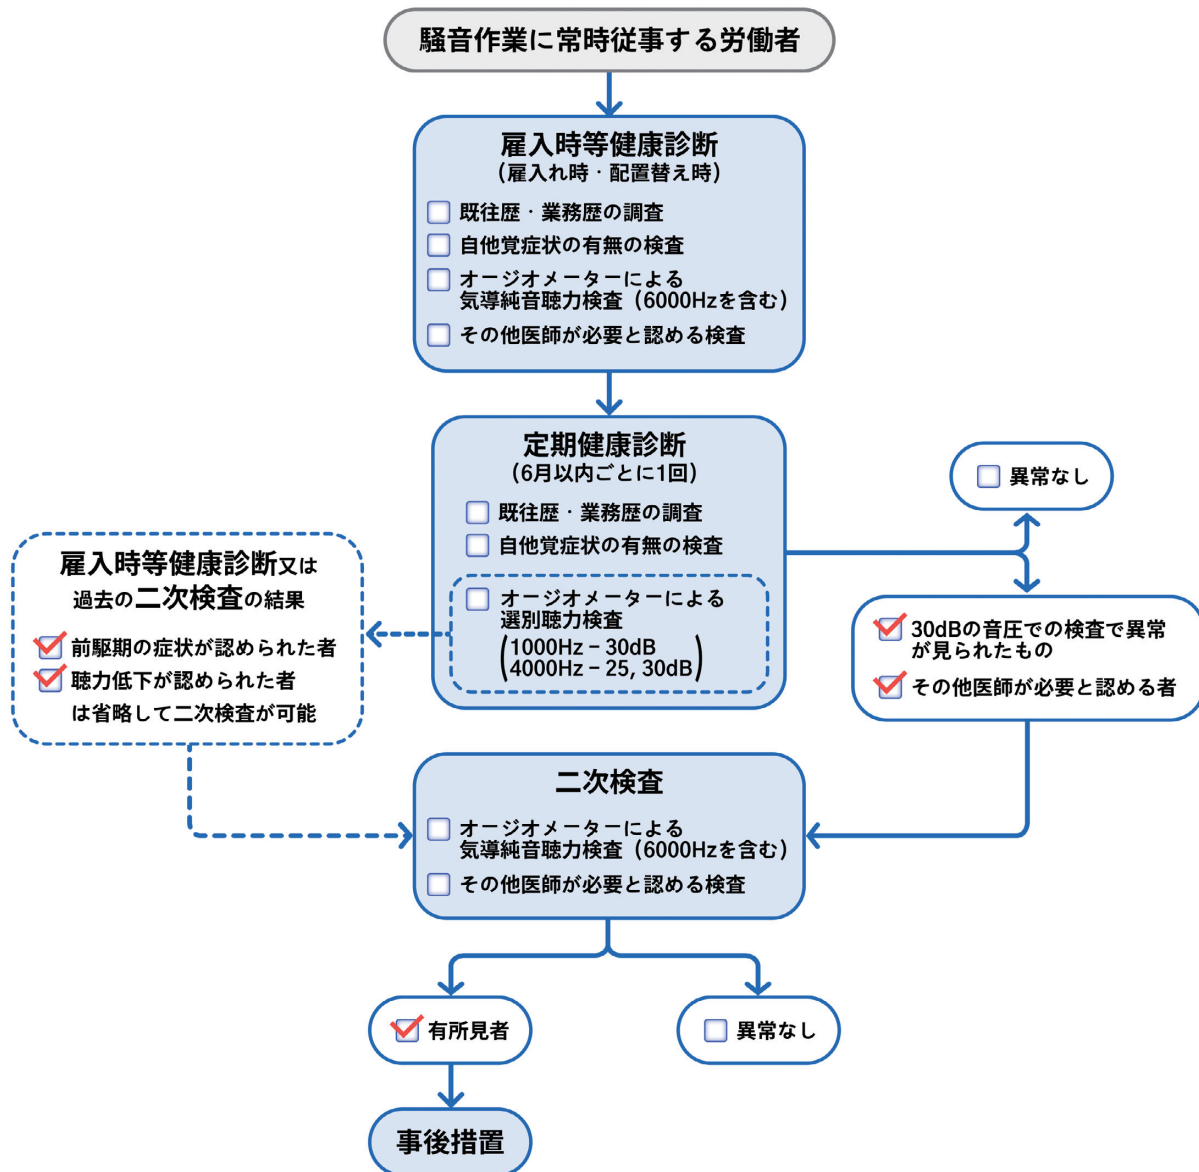 騒音作業に常時従事する労働者
雇入時等健康診断
(雇入れ時・配置替え時)
既往歴・業務歴の調査
自他覚症状の有無の検査
オージオメーターによる
気導純音聴力検査(6000Hzを含む)
その他医師が必要と認める検査
定期健康診断
(6月以内ごとに1回)
既往歴・業務歴の調査
自他覚症状の有無の検査
オージオメーターによる
選別聴力検査
(1000Hz－30dB
4000Hz－25, 30dB)
異常なし
30dBの音圧での検査で異常
が見られたもの
その他医師が必要と認める者
雇入時等健康診断又は
過去の二次検査の結果
前駆期の症状が認められた者
聴力低下が認められた者
は省略して二次検査が可能
二次検査
オージオメーターによる
気導純音聴力検査(6000Hzを含む)
その他医師が必要と認める検査
有所見者
異常なし
事後措置